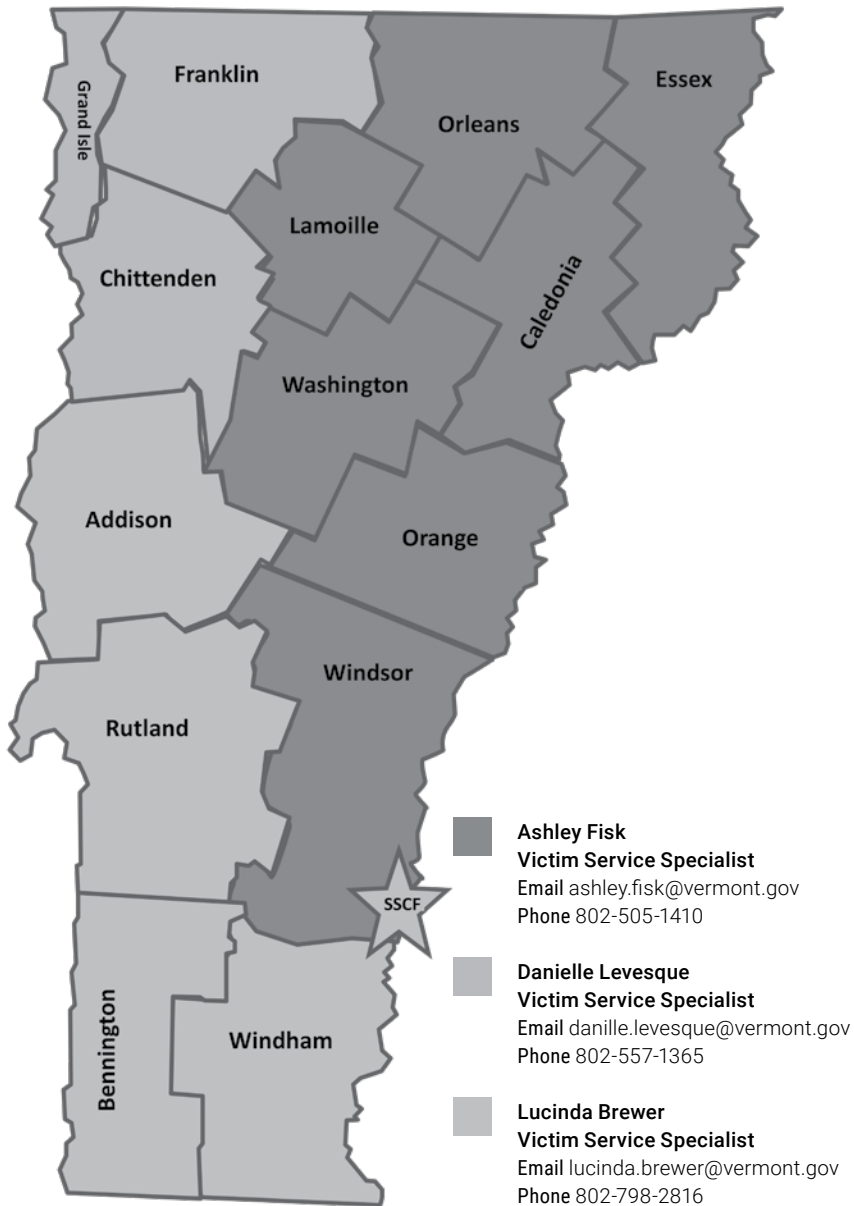 Franklin
Grand Isle
Essex
Orleans
Lamoille
Chittenden
Caledonia
Washington
Addison
Orange
Windsor
Rutland
SSCF
Bennington
Windham
Ashley Fisk
Victim Service Specialist
Email ashley.fisk@vermont.gov
Phone 802-505-1410
Danielle Levesque
Victim Service Specialist
Email danille.levesque@vermont.gov
Phone 802-557-1365
Lucinda Brewer
Victim Service Specialist
Email lucinda.brewer@vermont.gov
Phone 802-798-2816